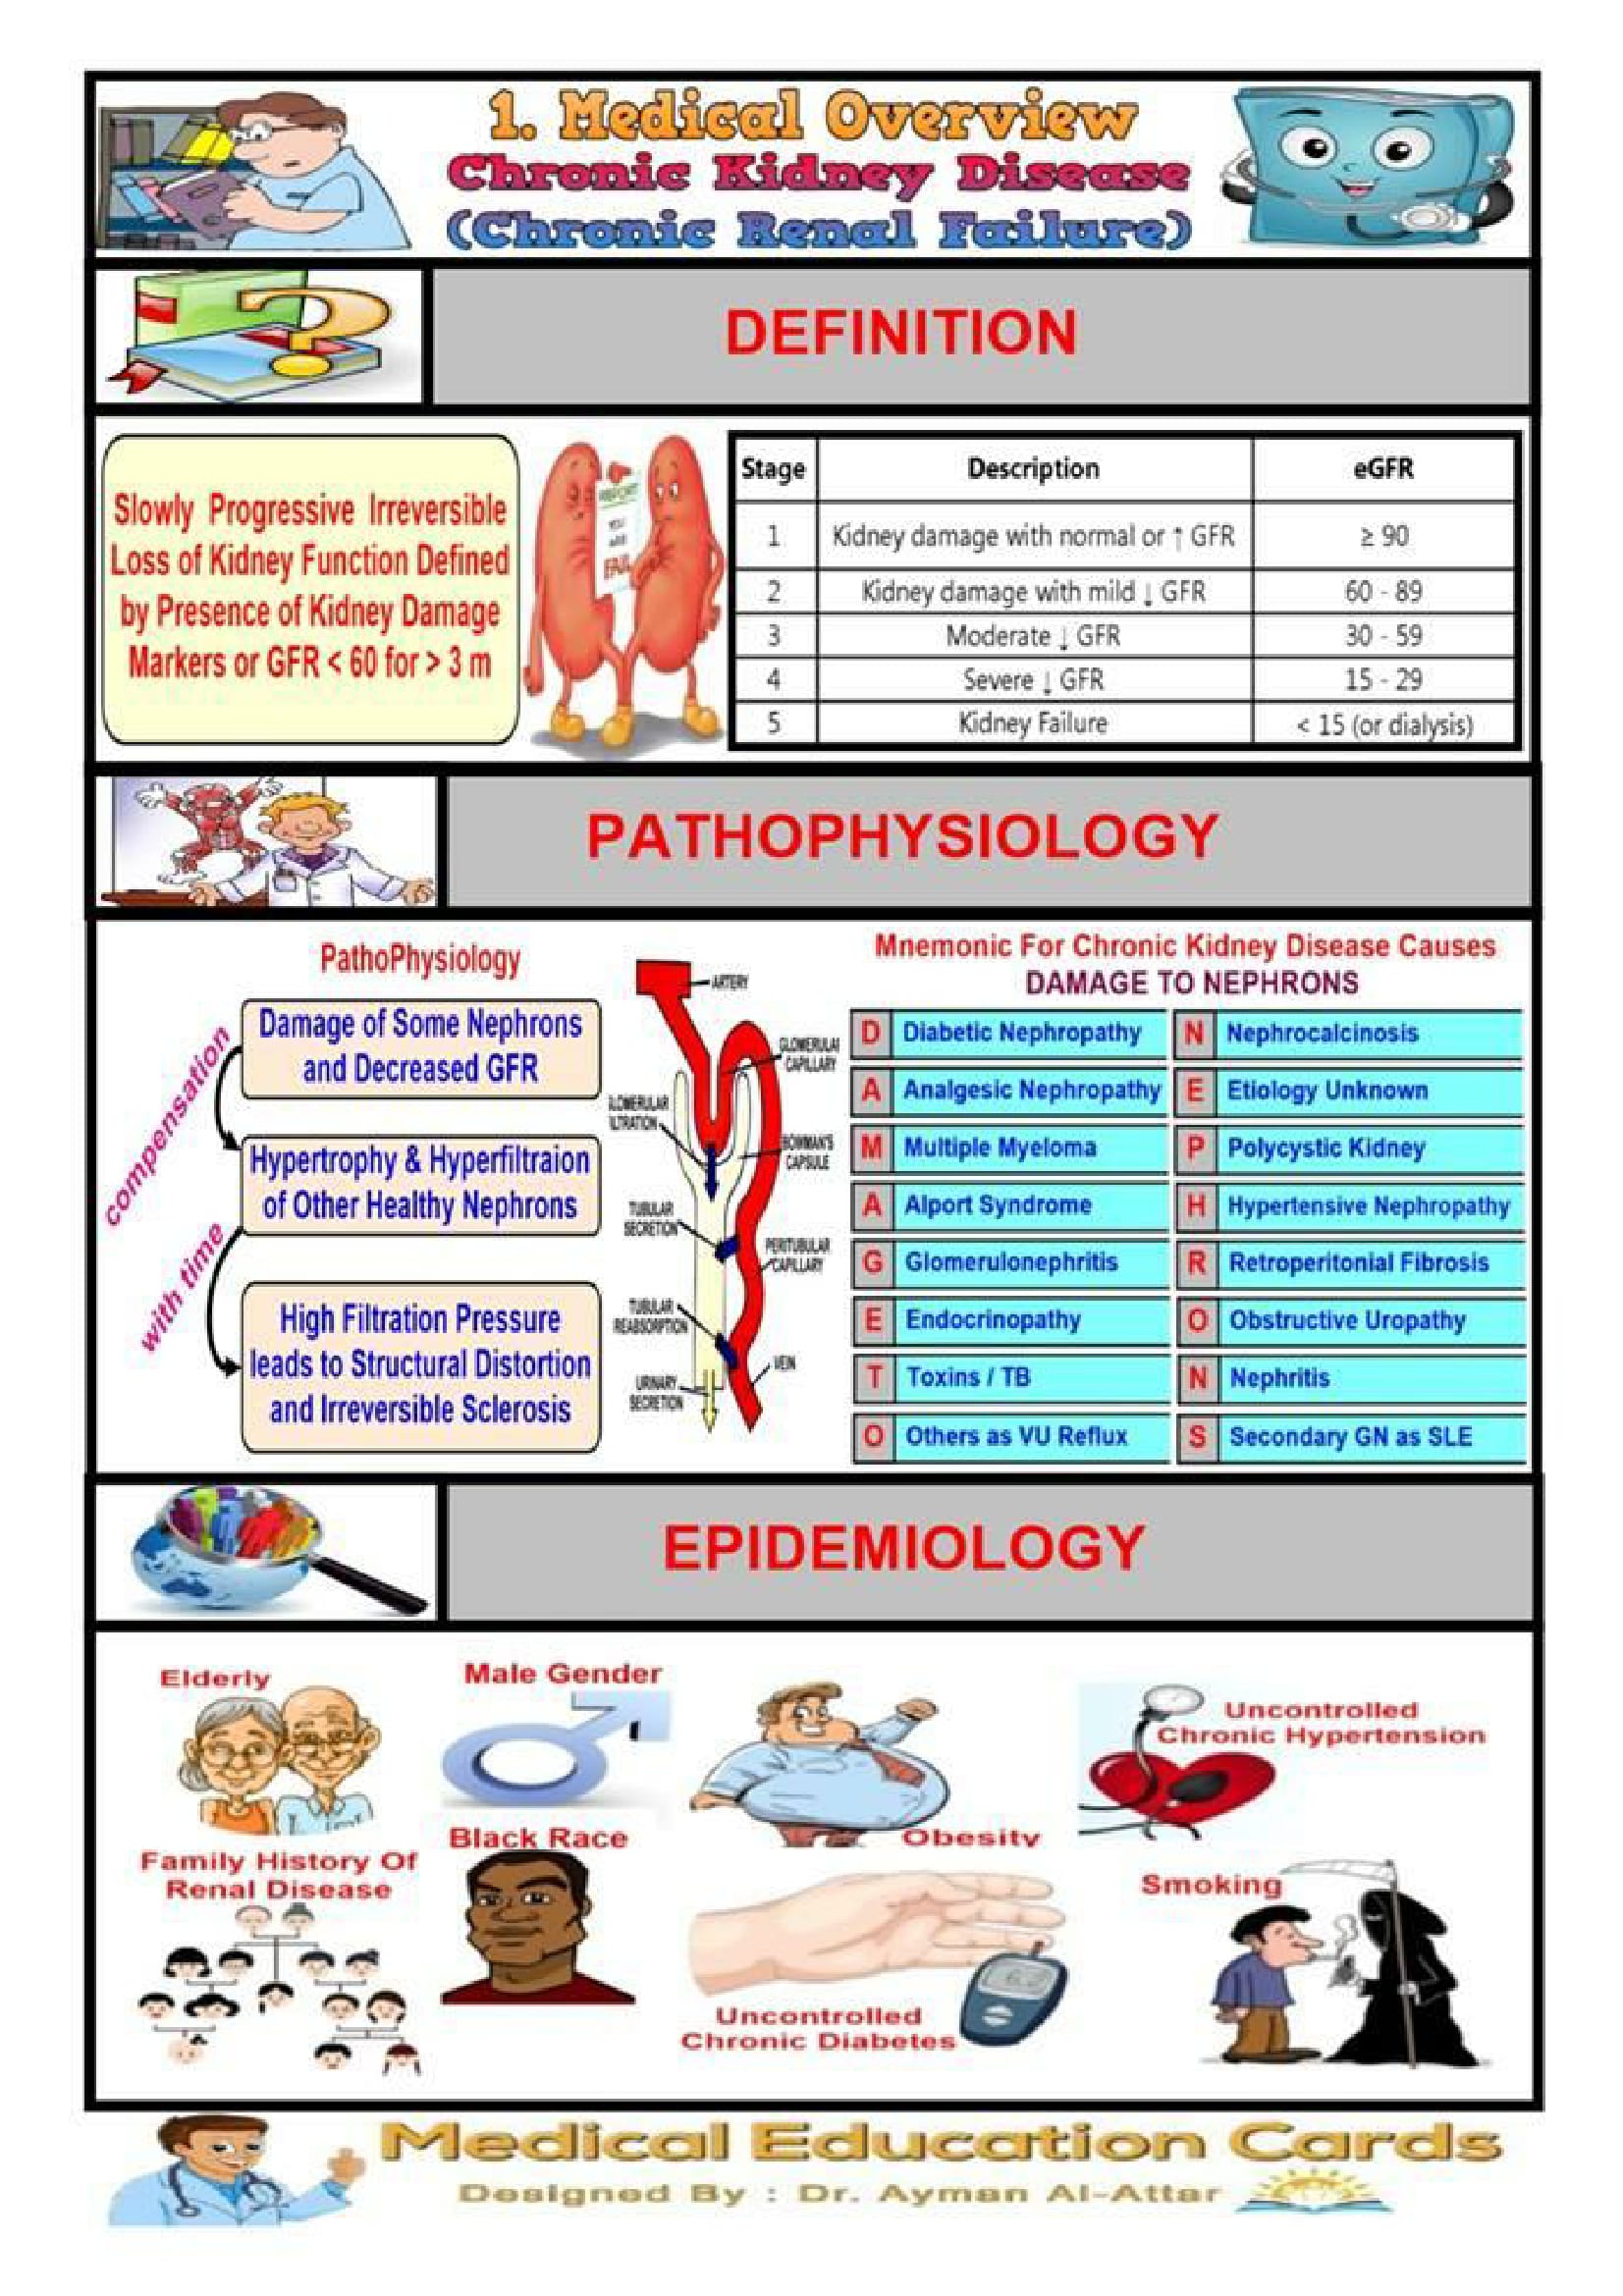 1. Medical Overview
Chronic Kidney Disease
(Chronic Renal Failure)
DEFINITION
Slowly Progressive Irreversible
Loss of Kidney Function Defined
by Presence of Kidney Damage
Markers or GFR < 60 for > 3 m
REPORT
YOU
ARE
FAIL
Stage Description eGFR
1 Kidney damage with normal or ↑ GFR ≥ 90
2 Kidney damage with mild ↓ GFR 60 - 89
3 Moderate ↓ GFR 30 - 59
4 Severe ↓ GFR 15 - 29
5 Kidney Failure < 15 (or dialysis)
PATHOPHYSIOLOGY
PathoPhysiology
Damage of Some Nephrons
and Decreased GFR
compensation
Hypertrophy & Hyperfiltraion
of Other Healthy Nephrons
with time
High Filtration Pressure
leads to Structural Distortion
and Irreversible Sclerosis
ARTERY
GLOMERULAR
CAPILLARY
LOMERULAR
ILTRATION
BOWMAN'S
CAPSULE
TUBULAR
SECRETION
PERITUBULAR
CAPILLARY
TUBULAR
REABSORPTION
VEIN
URINARY
SECRETION
Mnemonic For Chronic Kidney Disease Causes
DAMAGE TO NEPHRONS
D Diabetic Nephropathy N Nephrocalcinosis
A Analgesic Nephropathy E Etiology Unknown
M Multiple Myeloma P Polycystic Kidney
A Alport Syndrome H Hypertensive Nephropathy
G Glomerulonephritis R Retroperitonial Fibrosis
E Endocrinopathy O Obstructive Uropathy
T Toxins / TB N Nephritis
O Others as VU Reflux S Secondary GN as SLE
EPIDEMIOLOGY
Elderly
Male Gender
Obesity
Uncontrolled
Chronic Hypertension
Family History Of
Renal Disease
Black Race
Uncontrolled
Chronic Diabetes
Smoking
Medical Education Cards
Designed By : Dr. Ayman Al-Attar